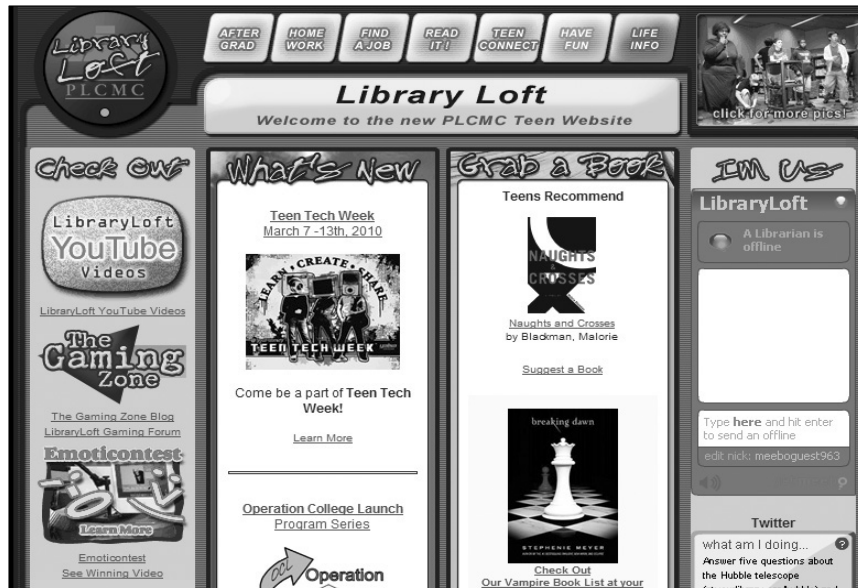 Library
Loft
PLCMC
AFTER
GRAD
HOME
WORK
FIND
A JOB
READ
IT !
TEEN
CONNECT
HAVE
FUN
LIFE
INFO
Library Loft
Welcome to the new PLCMC Teen Website
click for more pics!
Check Out
LibraryLoft
YouTube
Videos
LibraryLoft YouTube Videos
The
Gaming
Zone
The Gaming Zone Blog
LibraryLoft Gaming Forum
Emoticontest
Learn More
Emoticontest
See Winning Video
What's New
Teen Tech Week
March 7 -13th, 2010
LEARN • CREATE • SHARE
TEEN TECH WEEK
Come be a part of Teen Tech
Week!
Learn More
Operation College Launch
Program Series
OCL
Operation
Grab a Book
Teens Recommend
NAUGHTS
&
CROSSES
Naughts and Crosses
by Blackman, Malorie
Suggest a Book
breaking dawn
STEPHENIE MEYER
Check Out
Our Vampire Book List at your
IM Us
LibraryLoft
A Librarian is
offline
Type here and hit enter
to send an offline
edit nick: meeboguest963
Twitter
what am I doing...
?
Answer five questions about
the Hubble telescope